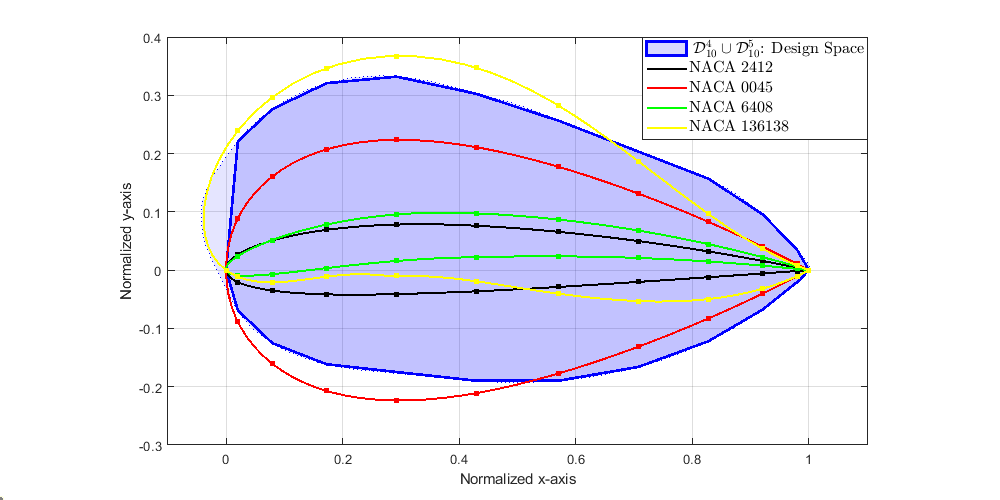 0.4
0.3
0.2
0.1
0
-0.1
-0.2
-0.3
Normalized y-axis
0
0.2
0.4
0.6
0.8
1
Normalized x-axis
𝒟⁴₁₀ ∪ 𝒟⁵₁₀: Design Space
NACA 2412
NACA 0045
NACA 6408
NACA 136138